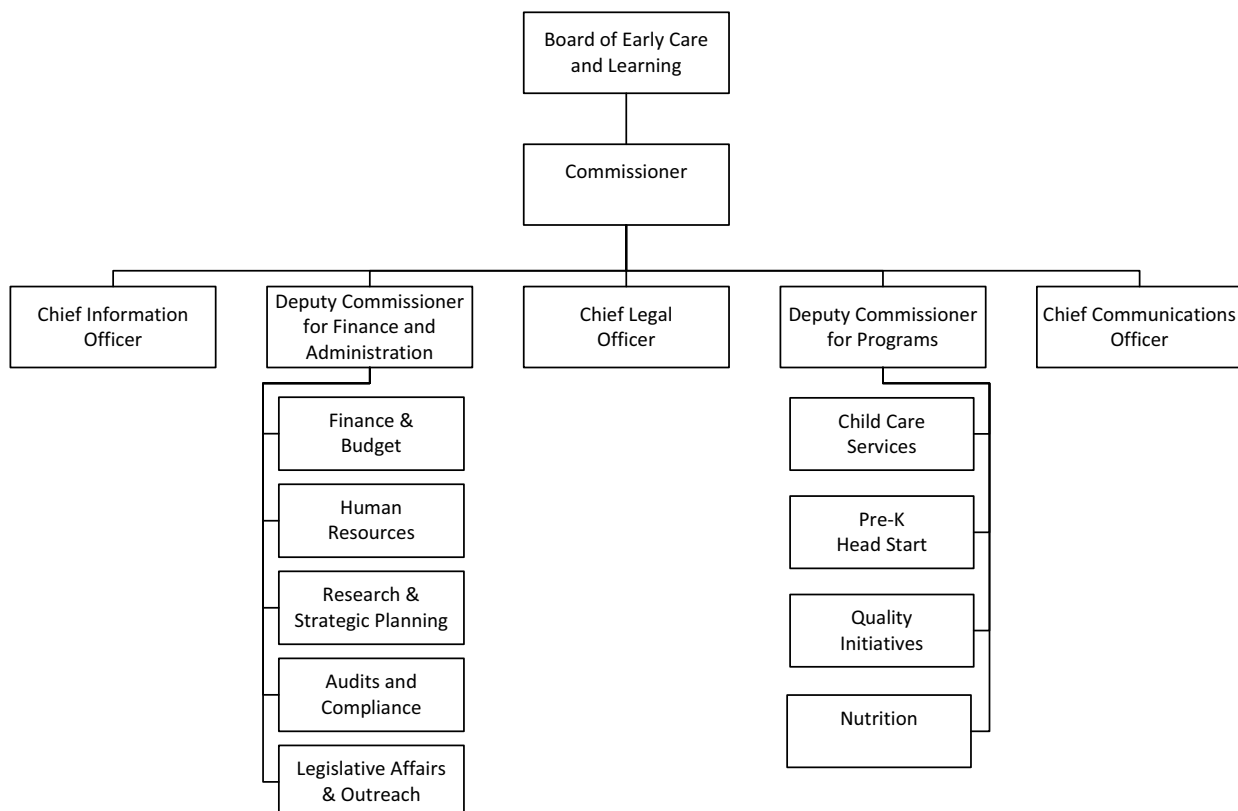 Board of Early Care
and Learning
Commissioner
Chief Information
Officer
Deputy Commissioner
for Finance and
Administration
Chief Legal
Officer
Deputy Commissioner
for Programs
Chief Communications
Officer
Finance &
Budget
Human
Resources
Research &
Strategic Planning
Audits and
Compliance
Legislative Affairs
& Outreach
Child Care
Services
Pre-K
Head Start
Quality
Initiatives
Nutrition